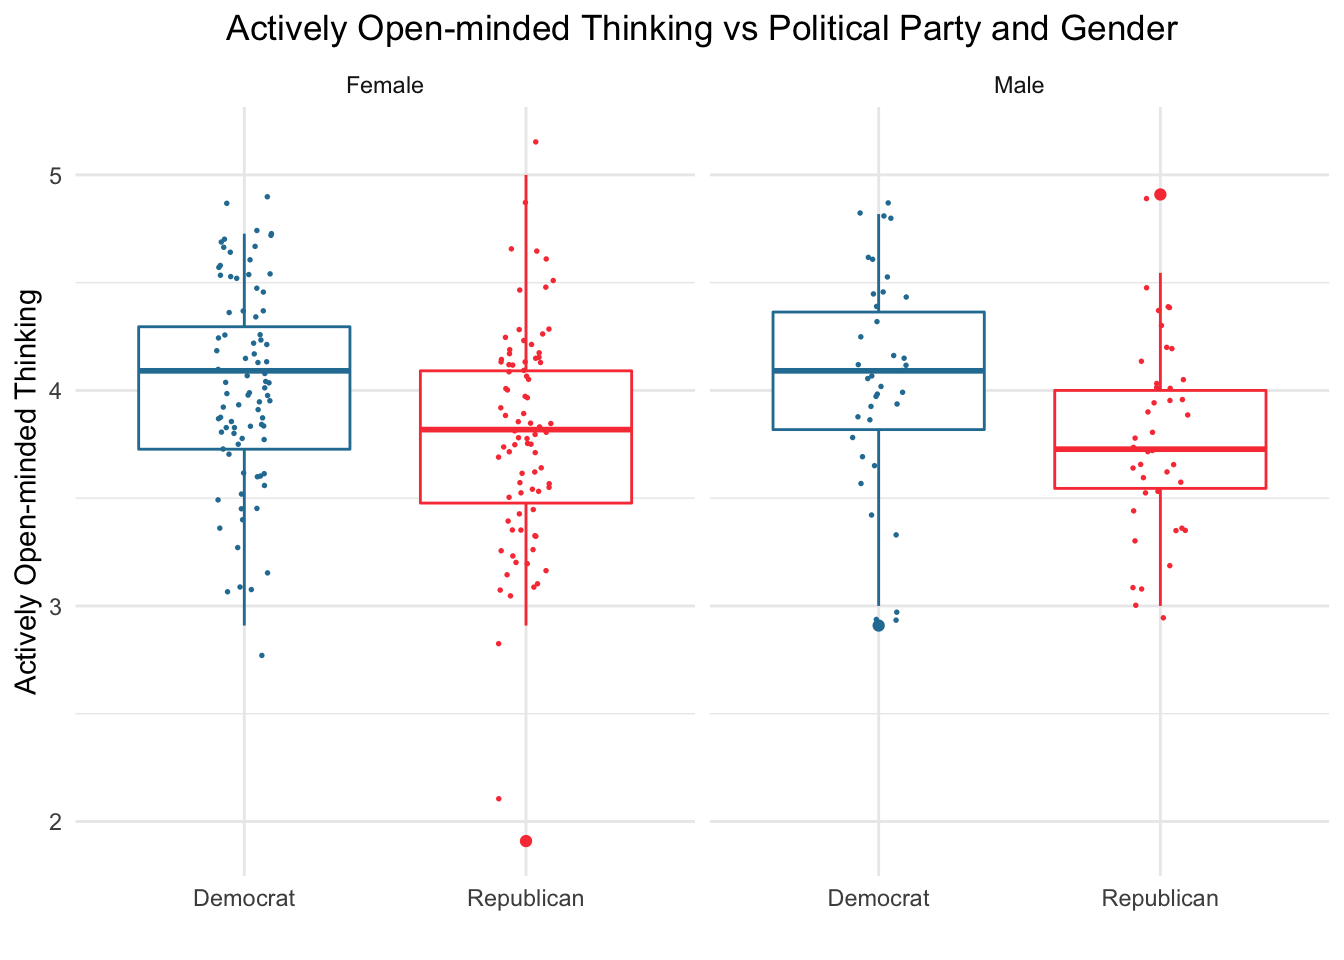 Actively Open-minded Thinking vs Political Party and Gender
Female
Male
Actively Open-minded Thinking
5
4
3
2
Democrat
Republican
Democrat
Republican